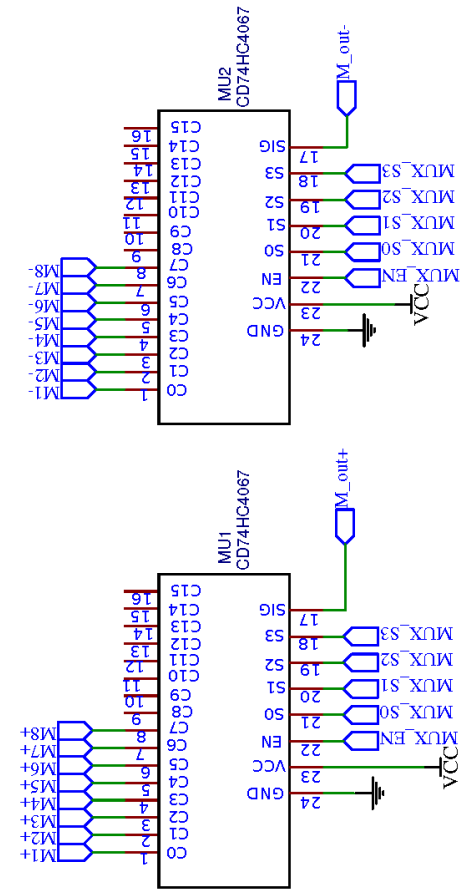 M_out-
MU2
CD74HC4067
16 C15
15 C14
14 C13
13 C12
12 C11
11 C10
10 C9
9 C8
M8- 8 C7
M7- 7 C6
M6- 6 C5
M5- 5 C4
M4- 4 C3
M3- 3 C2
M2- 2 C1
M1- 1 C0
SIG 17
S3 18 MUX_S3
S2 19 MUX_S2
S1 20 MUX_S1
S0 21 MUX_S0
EN 22 MUX_EN
VCC 23 VCC
GND 24
M_out+
MU1
CD74HC4067
16 C15
15 C14
14 C13
13 C12
12 C11
11 C10
10 C9
9 C8
M8+ 8 C7
M7+ 7 C6
M6+ 6 C5
M5+ 5 C4
M4+ 4 C3
M3+ 3 C2
M2+ 2 C1
M1+ 1 C0
SIG 17
S3 18 MUX_S3
S2 19 MUX_S2
S1 20 MUX_S1
S0 21 MUX_S0
EN 22 MUX_EN
VCC 23 VCC
GND 24